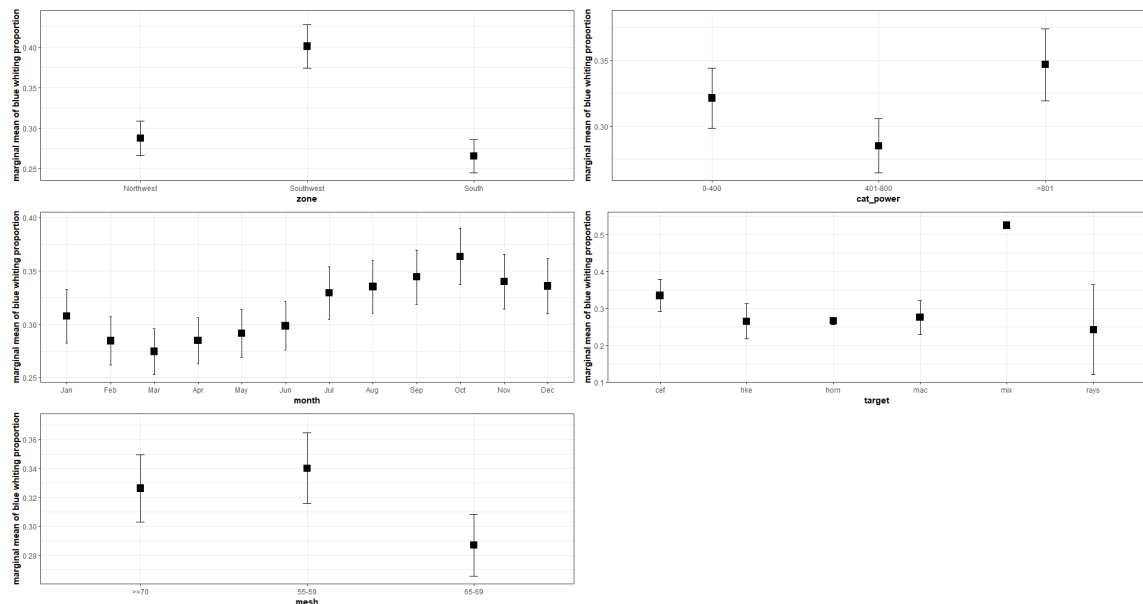 marginal mean of blue whiting proportion
0.40
0.35
0.30
0.25
Northwest Southwest South
zone
marginal mean of blue whiting proportion
0.35
0.30
0-400 401-800 >801
cat_power
marginal mean of blue whiting proportion
0.40
0.35
0.30
0.25
Jan Feb Mar Apr May Jun Jul Aug Sep Oct Nov Dec
month
marginal mean of blue whiting proportion
0.5
0.4
0.3
0.2
0.1
cef hke hom mac mix rays
target
marginal mean of blue whiting proportion
0.36
0.34
0.32
0.30
0.28
>=70 55-59 65-69
mesh